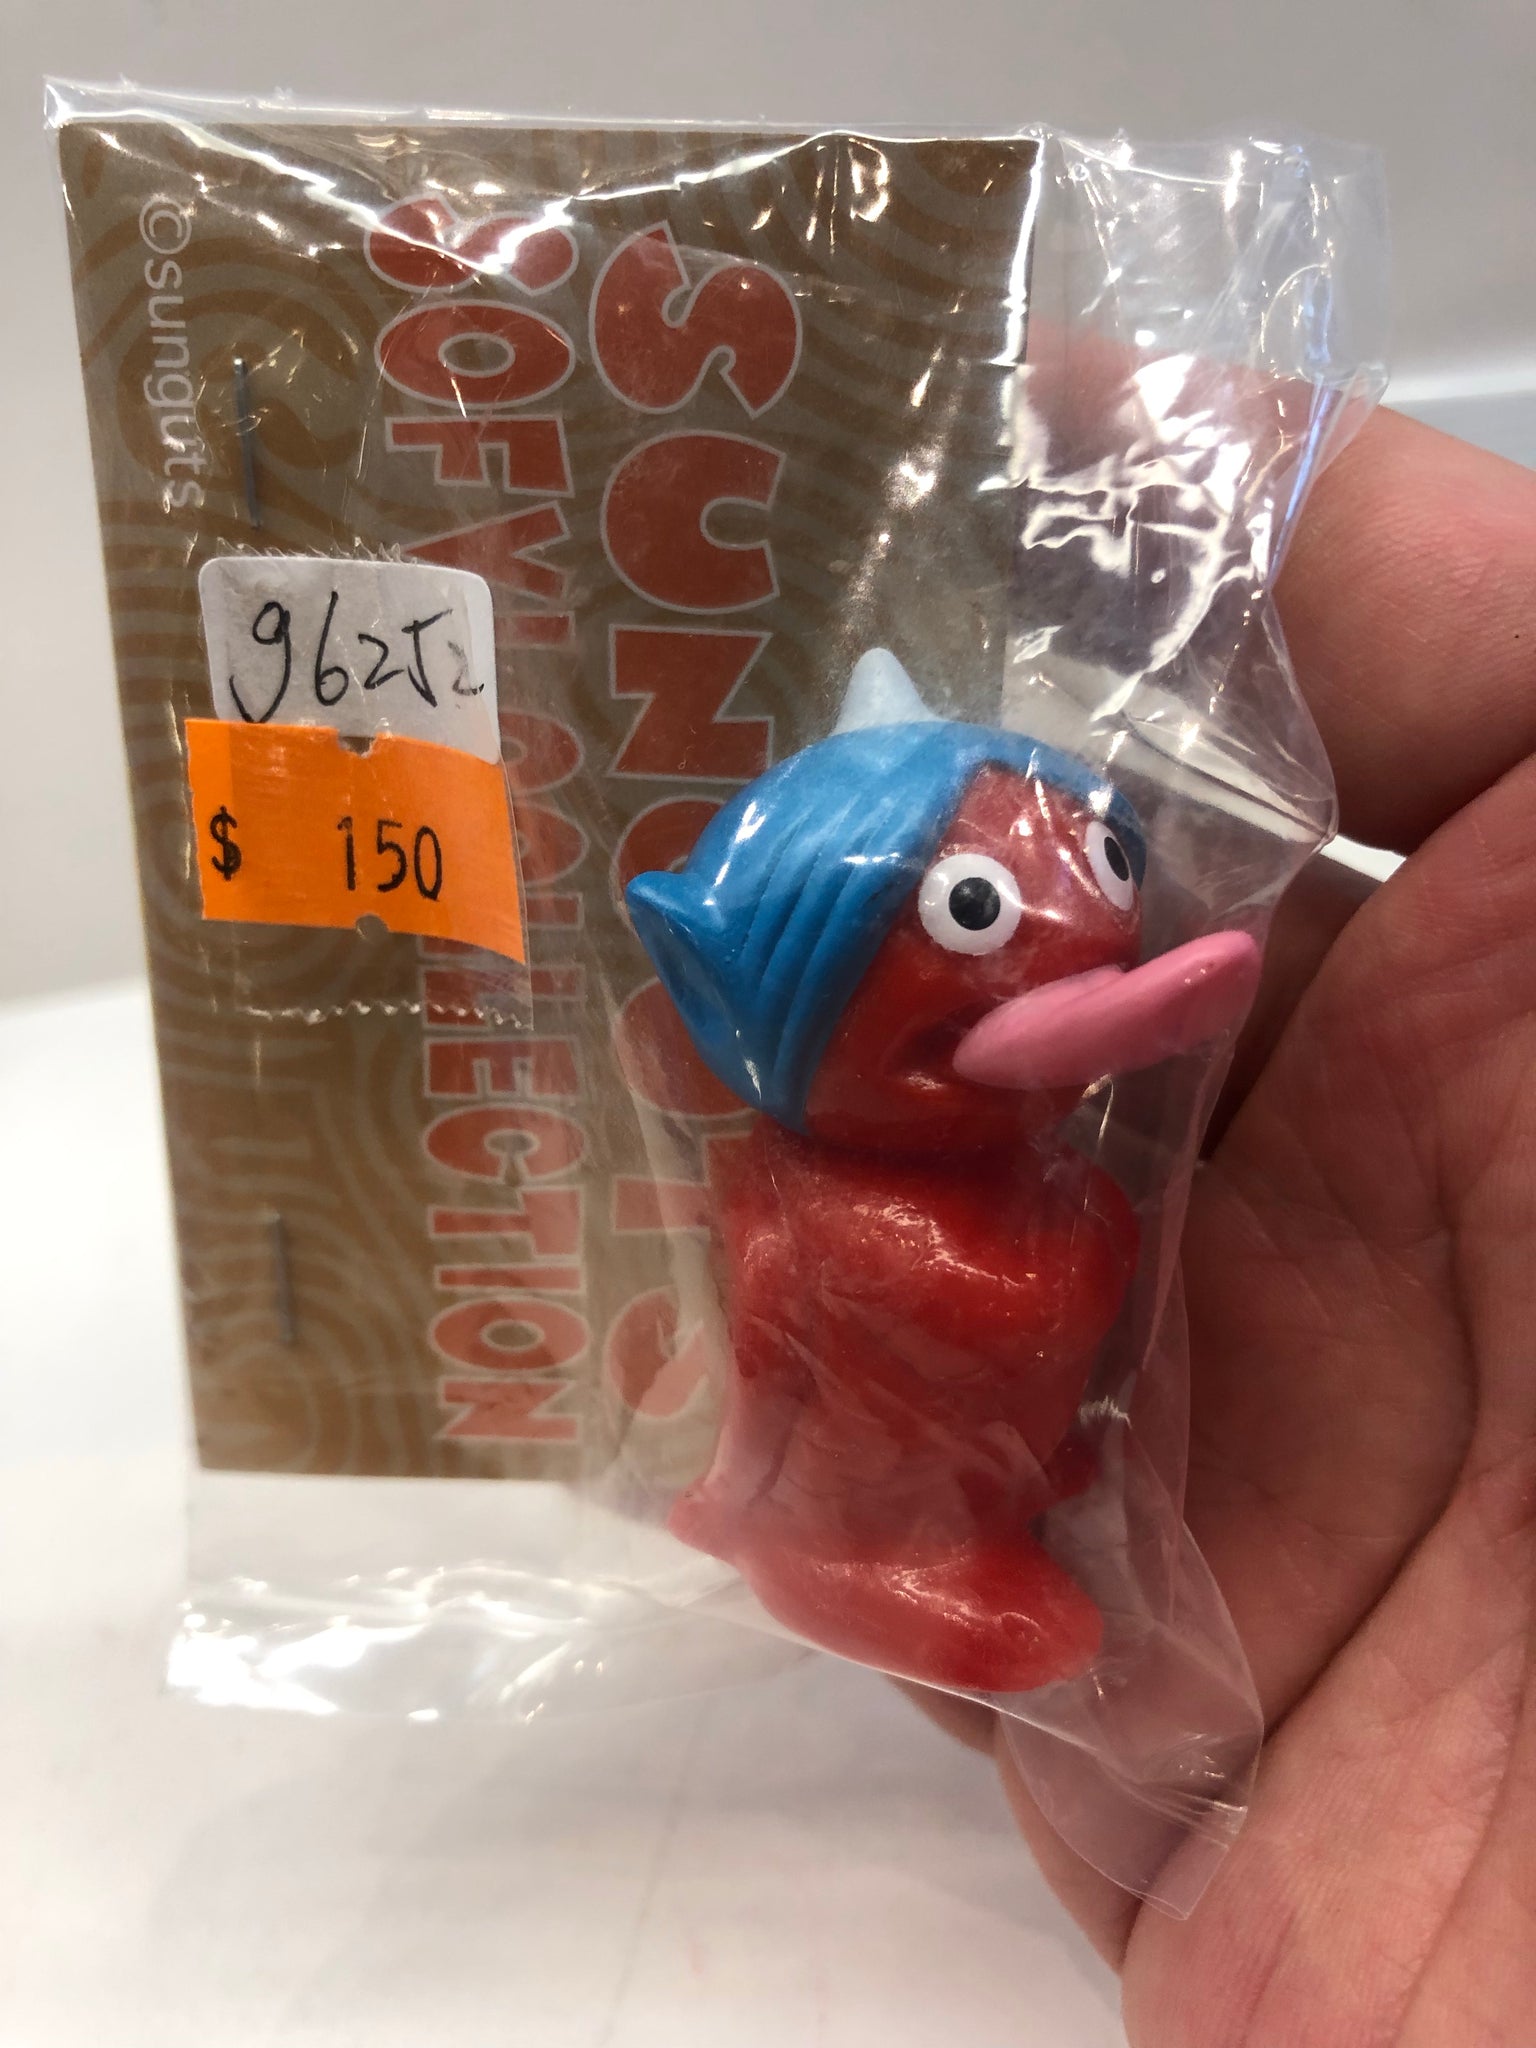 SUNGUTS
SOFVI COLLECTION
©sunguts
9625
$ 150